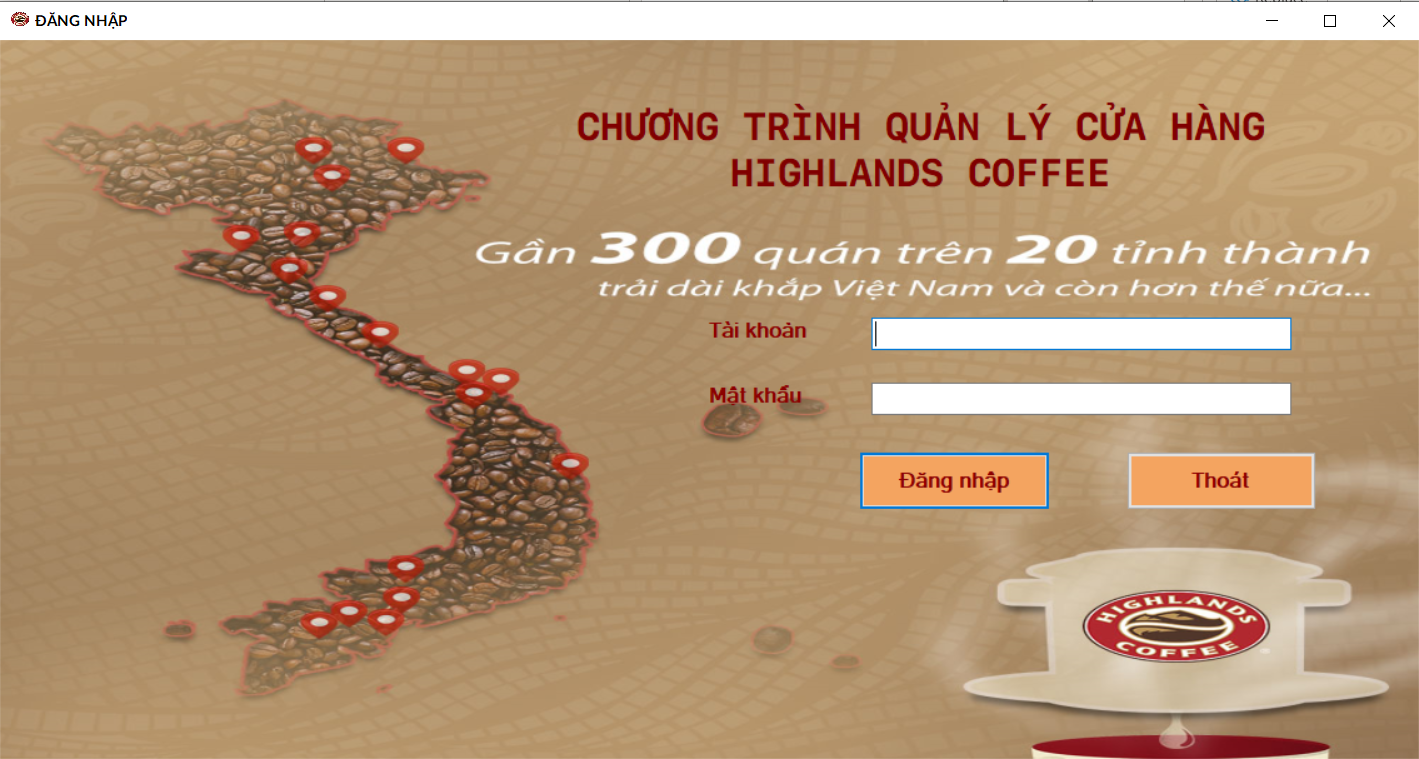 ĐĂNG NHẬP
CHƯƠNG TRÌNH QUẢN LÝ CỬA HÀNG
HIGHLANDS COFFEE
Gần 300 quán trên 20 tỉnh thành
trải dài khắp Việt Nam và còn hơn thế nữa...
Tài khoản
Mật khẩu
Đăng nhập
Thoát
HIGHLANDS
COFFEE